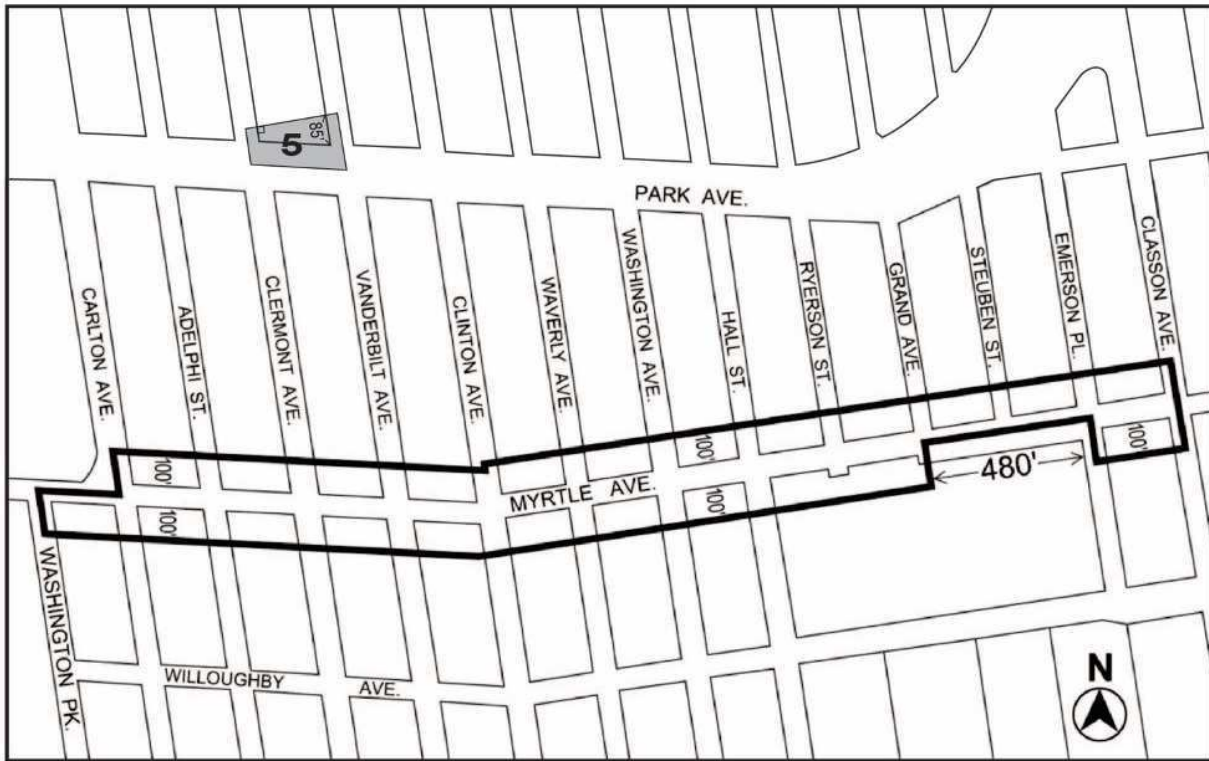 85'
5
PARK AVE.
CARLTON AVE.
ADELPHI ST.
CLERMONT AVE.
VANDERBILT AVE.
CLINTON AVE.
WAVERLY AVE.
WASHINGTON AVE.
HALL ST.
RYERSON ST.
GRAND AVE.
STEUBEN ST.
EMERSON PL.
CLASSON AVE.
100'
100'
100'
480'
MYRTLE AVE.
100'
100'
WASHINGTON PK.
WILLOUGHBY AVE.
N